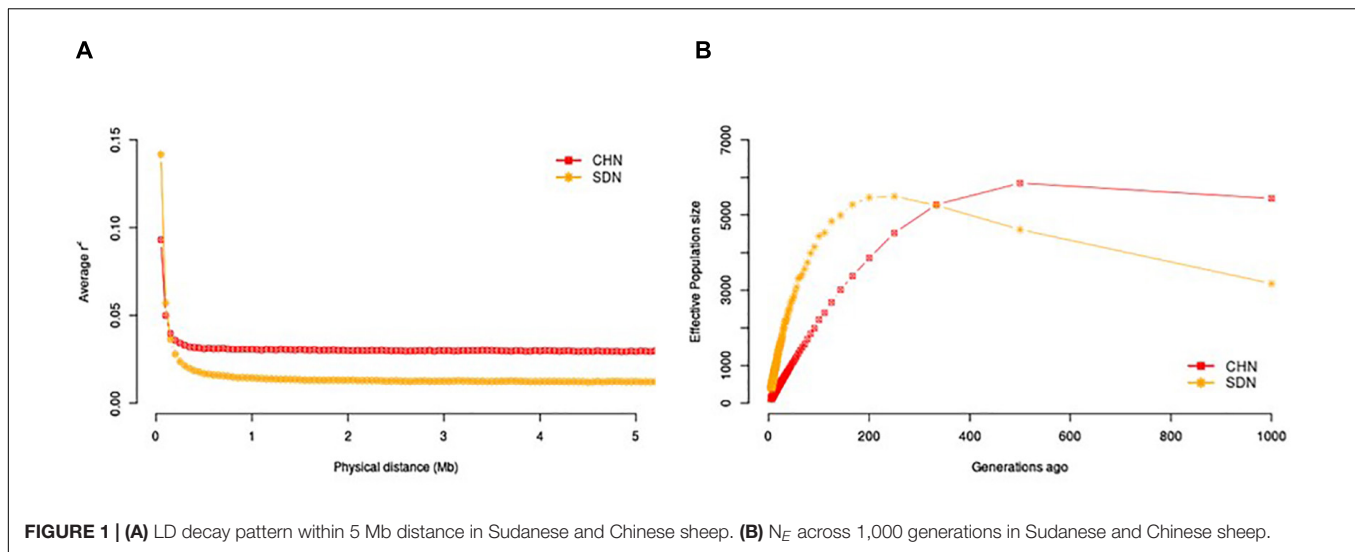 A
0.15
0.10
0.05
0.00
Average r²
CHN
SDN
0 1 2 3 4 5
Physical distance (Mb)
B
7000
5000
3000
1000
0
Effective Population size
CHN
SDN
0 200 400 600 800 1000
Generations ago
FIGURE 1 | (A) LD decay pattern within 5 Mb distance in Sudanese and Chinese sheep. (B) N_E across 1,000 generations in Sudanese and Chinese sheep.